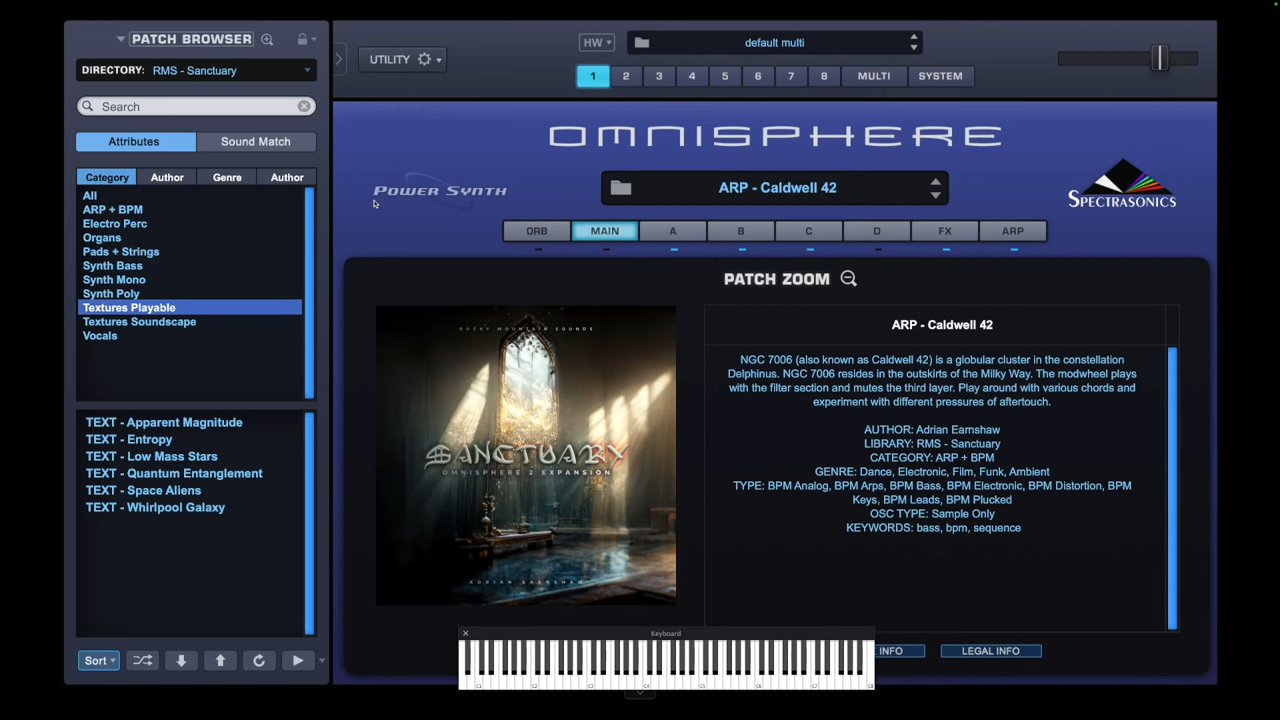 PATCH BROWSER
DIRECTORY: RMS - Sanctuary
Search
Attributes
Sound Match
Category
Author
Genre
Author
All
ARP + BPM
Electro Perc
Organs
Pads + Strings
Synth Bass
Synth Mono
Synth Poly
Textures Playable
Textures Soundscape
Vocals
TEXT - Apparent Magnitude
TEXT - Entropy
TEXT - Low Mass Stars
TEXT - Quantum Entanglement
TEXT - Space Aliens
TEXT - Whirlpool Galaxy
Sort
UTILITY
HW
default multi
1
2
3
4
5
6
7
8
MULTI
SYSTEM
OMNISPHERE
POWER SYNTH
ARP - Caldwell 42
SPECTRASONICS
ORB
MAIN
A
B
C
D
FX
ARP
PATCH ZOOM
ROCKY MOUNTAIN SOUNDS
SANCTUARY
OMNISPHERE 2 EXPANSION
ADRIAN EARNSHAW
ARP - Caldwell 42
NGC 7006 (also known as Caldwell 42) is a globular cluster in the constellation
Delphinus. NGC 7006 resides in the outskirts of the Milky Way. The modwheel plays
with the filter section and mutes the third layer. Play around with various chords and
experiment with different pressures of aftertouch.
AUTHOR: Adrian Earnshaw
LIBRARY: RMS - Sanctuary
CATEGORY: ARP + BPM
GENRE: Dance, Electronic, Film, Funk, Ambient
TYPE: BPM Analog, BPM Arps, BPM Bass, BPM Electronic, BPM Distortion, BPM
Keys, BPM Leads, BPM Plucked
OSC TYPE: Sample Only
KEYWORDS: bass, bpm, sequence
INFO
LEGAL INFO
Keyboard
C1
C2
C3
C4
C5
C6
C7
C8